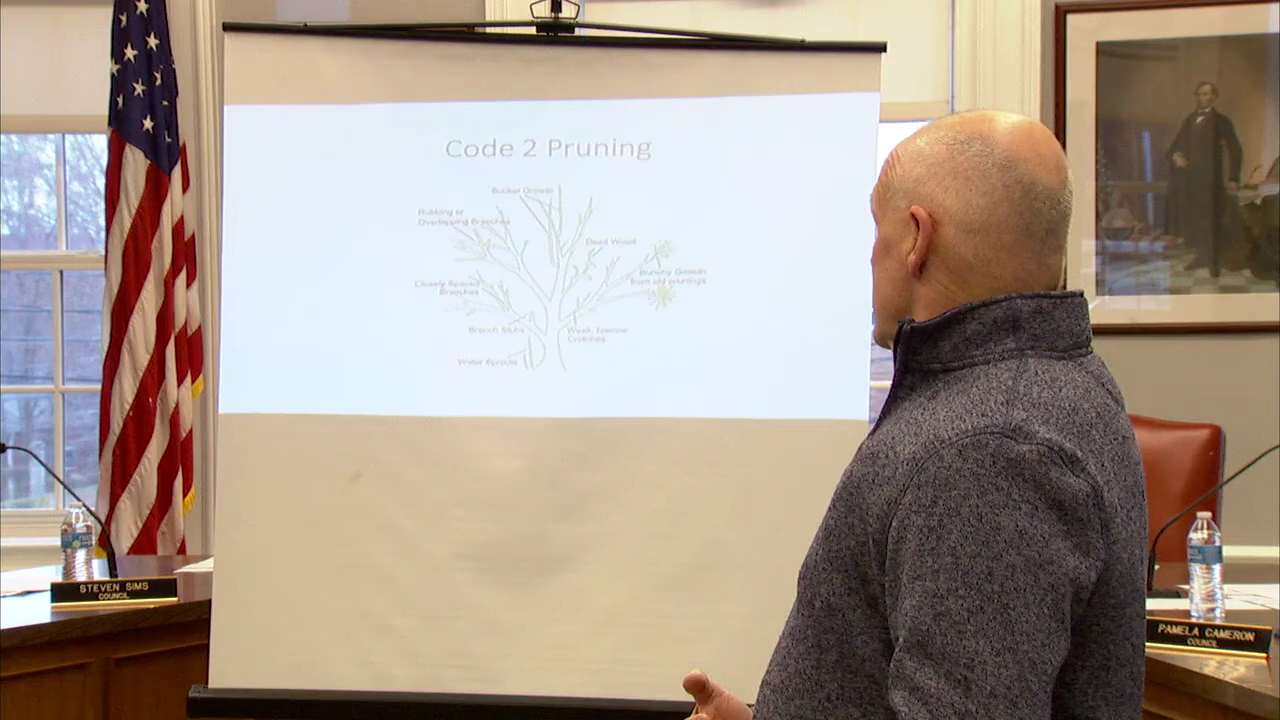 Code 2 Pruning
Sucker Growth
Rubbing or
Overlapping Branches
Dead Wood
Bunchy Growth
from old prunings
Closely Spaced
Branches
Branch Stubs
Weak, Narrow
Crotches
Water Sprouts
STEVEN SIMS
COUNCIL
PAMELA CAMERON
COUNCIL